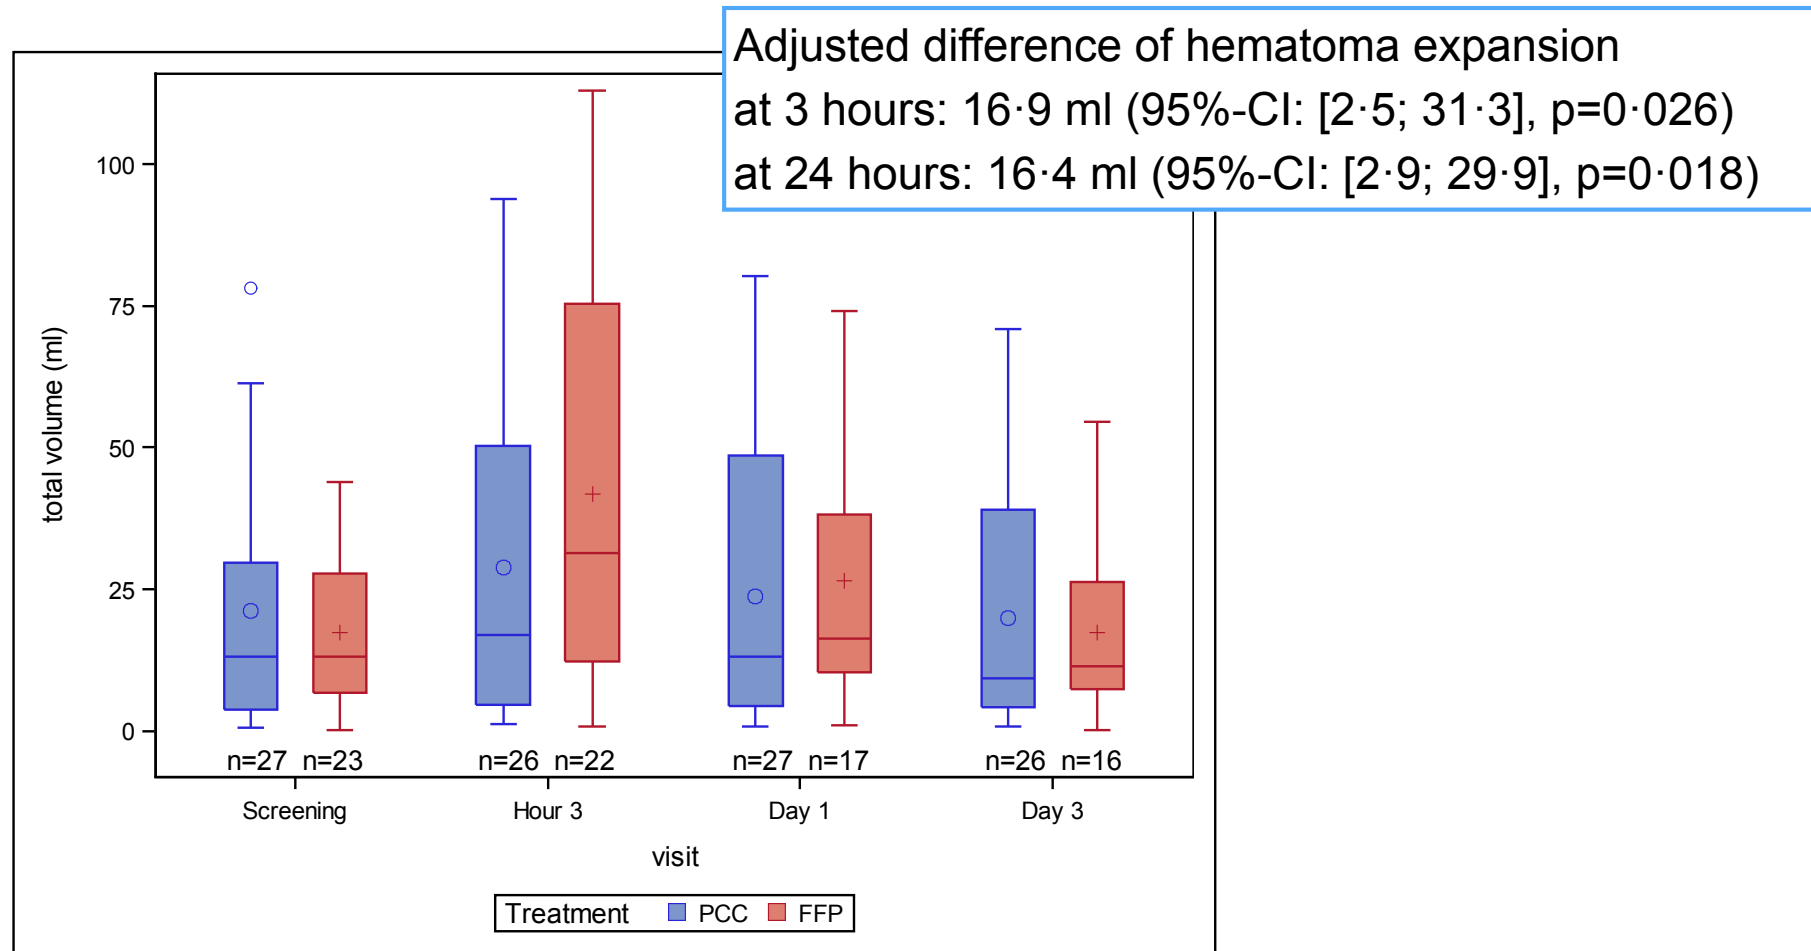 Adjusted difference of hematoma expansion
at 3 hours: 16·9 ml (95%-CI: [2·5; 31·3], p=0·026)
at 24 hours: 16·4 ml (95%-CI: [2·9; 29·9], p=0·018)
total volume (ml)
100
75
50
25
0
n=27 n=23 n=26 n=22 n=27 n=17 n=26 n=16
Screening Hour 3 Day 1 Day 3
visit
Treatment PCC FFP